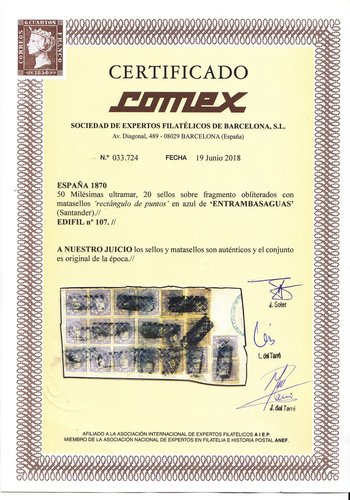 6 CUARTOS
CORREOS
FRANCO
1850
CERTIFICADO
comex
SOCIEDAD DE EXPERTOS FILATÉLICOS DE BARCELONA, S.L.
Av. Diagonal, 489 - 08029 BARCELONA (España)
N.º 033.724 FECHA 19 Junio 2018
ESPAÑA 1870
50 Milésimas ultramar, 20 sellos sobre fragmento obliterados con
matasellos 'rectángulo de puntos' en azul de 'ENTRAMBASAGUAS'
(Santander).//
EDIFIL nº 107. //
A NUESTRO JUICIO los sellos y matasellos son auténticos y el conjunto
es original de la época.//
J. Soler
L. del Tarré
J. del Tarré
AFILIADO A LA ASOCIACIÓN INTERNACIONAL DE EXPERTOS FILATÉLICOS A I E P
MIEMBRO DE LA ASOCIACIÓN NACIONAL DE EXPERTOS EN FILATELIA E HISTORIA POSTAL ANEF.